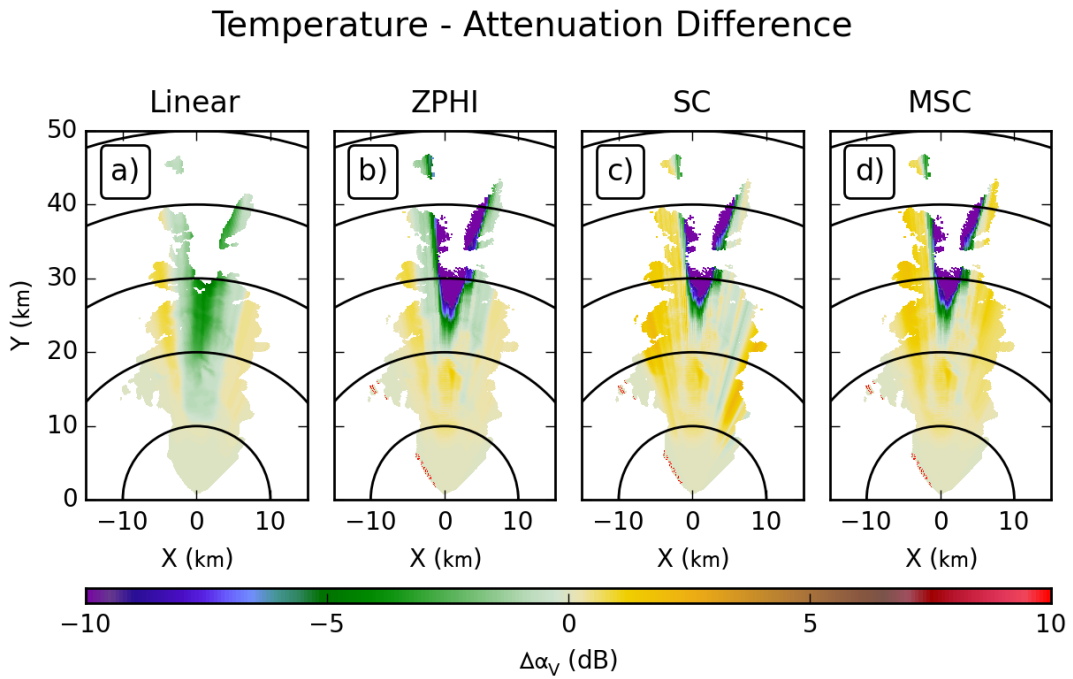 Temperature - Attenuation Difference
Linear ZPHI SC MSC
a) b) c) d)
50
40
30
20
10
0
Y (km)
−10 0 10 −10 0 10 −10 0 10 −10 0 10
X (km) X (km) X (km) X (km)
−10 −5 0 5 10
Δα_V (dB)